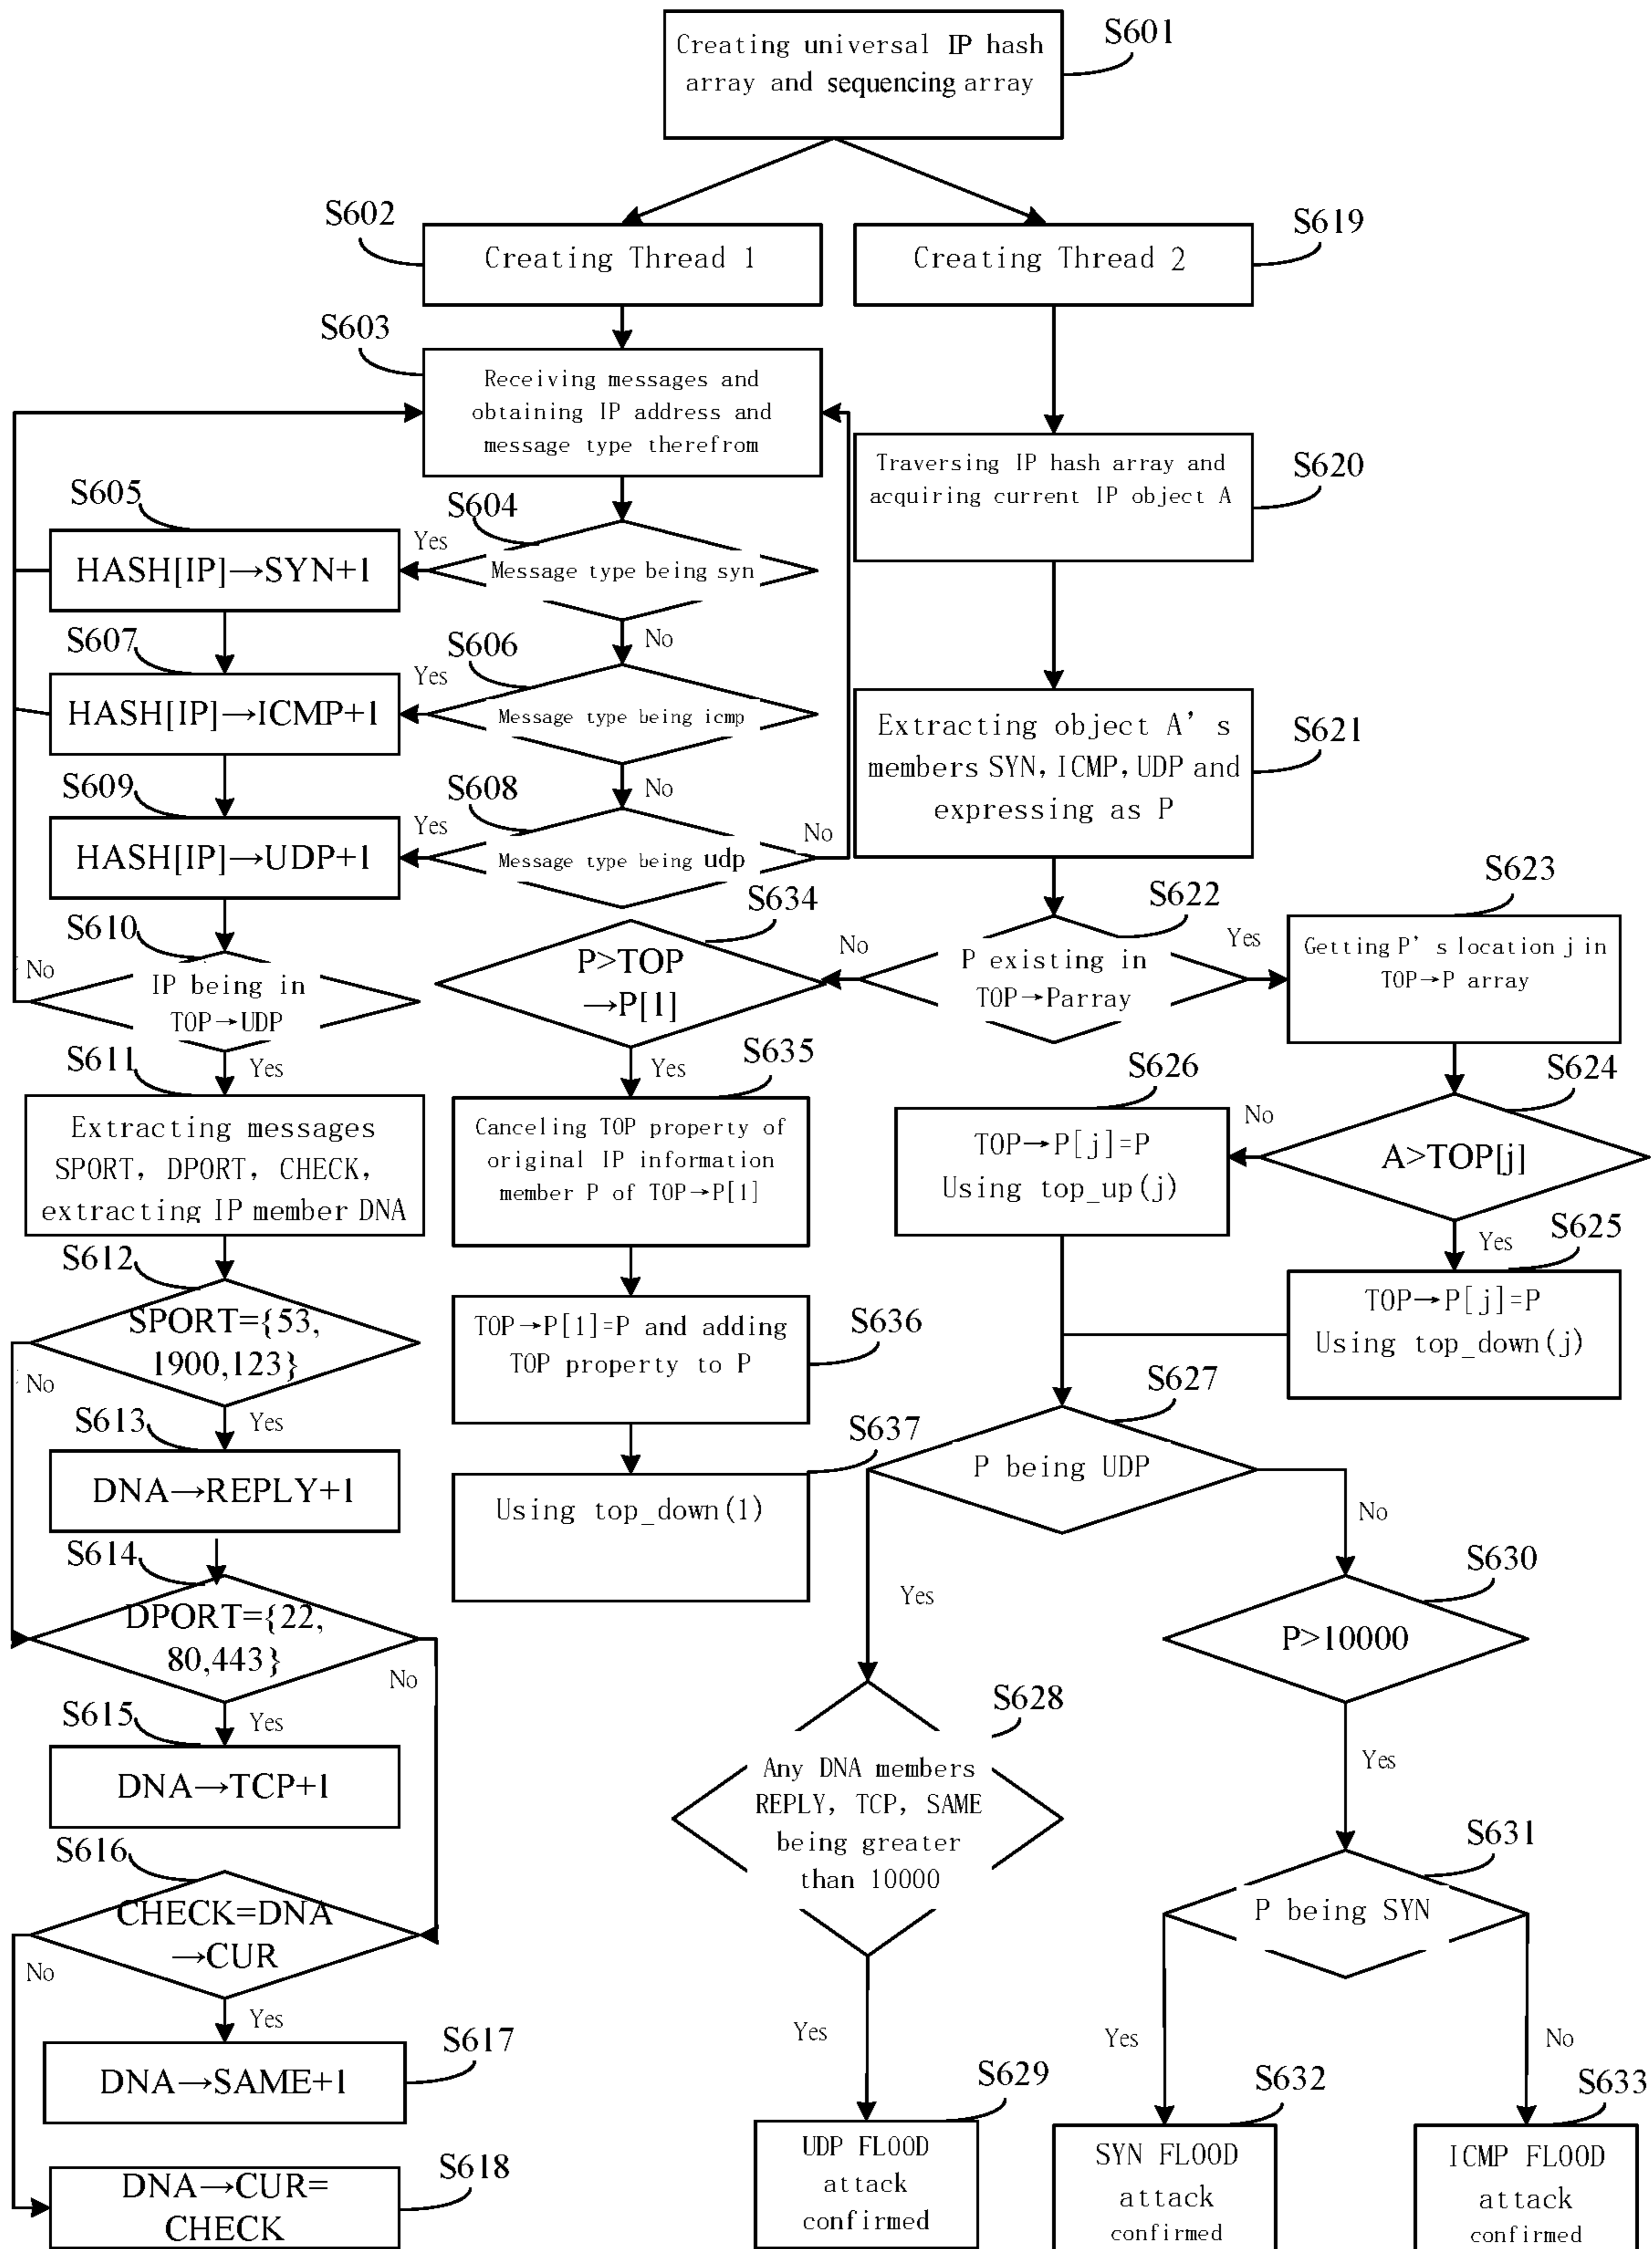 Creating universal IP hash
array and sequencing array
S601
S602
Creating Thread 1
Creating Thread 2
S619
S603
Receiving messages and
obtaining IP address and
message type therefrom
Traversing IP hash array and
acquiring current IP object A
S620
S605
HASH[IP]→SYN+1
Yes
S604
Message type being syn
No
S607
HASH[IP]→ICMP+1
Yes
S606
Message type being icmp
No
Extracting object A' s
members SYN, ICMP, UDP and
expressing as P
S621
S609
HASH[IP]→UDP+1
Yes
S608
Message type being udp
No
S610
No
IP being in
TOP→UDP
Yes
S634
P>TOP
→P[1]
Yes
No
S622
P existing in
TOP→Parray
Yes
S623
Getting P' s location j in
TOP→P array
S611
Extracting messages
SPORT, DPORT, CHECK,
extracting IP member DNA
S635
Canceling TOP property of
original IP information
member P of TOP→P[1]
S626
TOP→P[j]=P
Using top_up(j)
No
S624
A>TOP[j]
Yes
S625
TOP→P[j]=P
Using top_down(j)
S612
SPORT={53,
1900,123}
No
Yes
TOP→P[1]=P and adding
TOP property to P
S636
S613
DNA→REPLY+1
S637
Using top_down(1)
S627
P being UDP
Yes
No
S614
DPORT={22,
80,443}
No
Yes
S630
P>10000
Yes
S615
DNA→TCP+1
S628
Any DNA members
REPLY, TCP, SAME
being greater
than 10000
Yes
S616
CHECK=DNA
→CUR
No
Yes
S631
P being SYN
Yes
No
S617
DNA→SAME+1
S629
UDP FLOOD
attack
confirmed
S632
SYN FLOOD
attack
confirmed
S633
ICMP FLOOD
attack
confirmed
S618
DNA→CUR=
CHECK